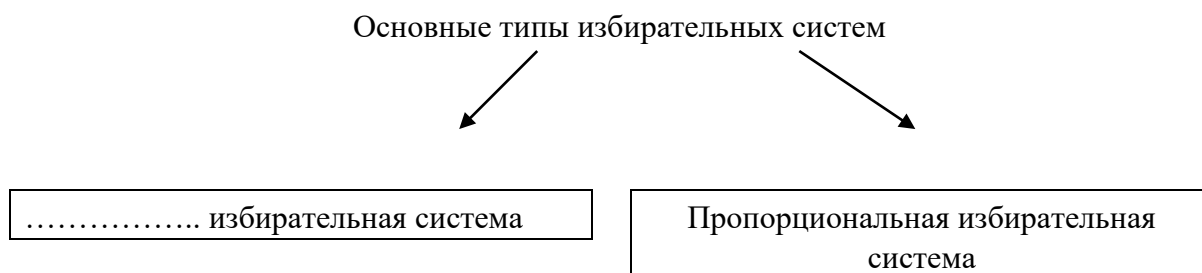 Основные типы избирательных систем
……………….. избирательная система
Пропорциональная избирательная
система